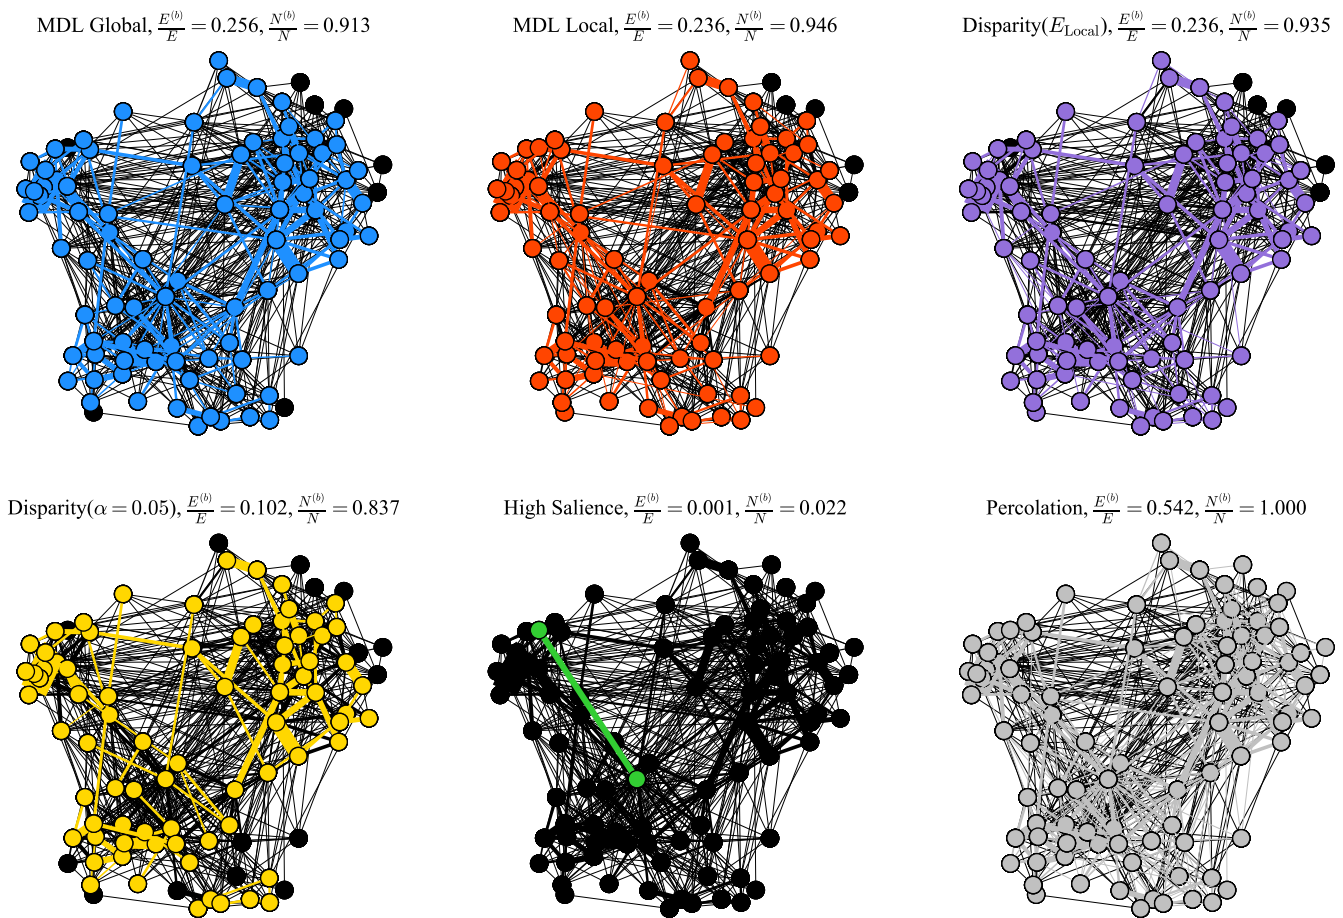 MDL Global, E^(b)/E = 0.256, N^(b)/N = 0.913
MDL Local, E^(b)/E = 0.236, N^(b)/N = 0.946
Disparity(E_Local), E^(b)/E = 0.236, N^(b)/N = 0.935
Disparity(α = 0.05), E^(b)/E = 0.102, N^(b)/N = 0.837
High Salience, E^(b)/E = 0.001, N^(b)/N = 0.022
Percolation, E^(b)/E = 0.542, N^(b)/N = 1.000